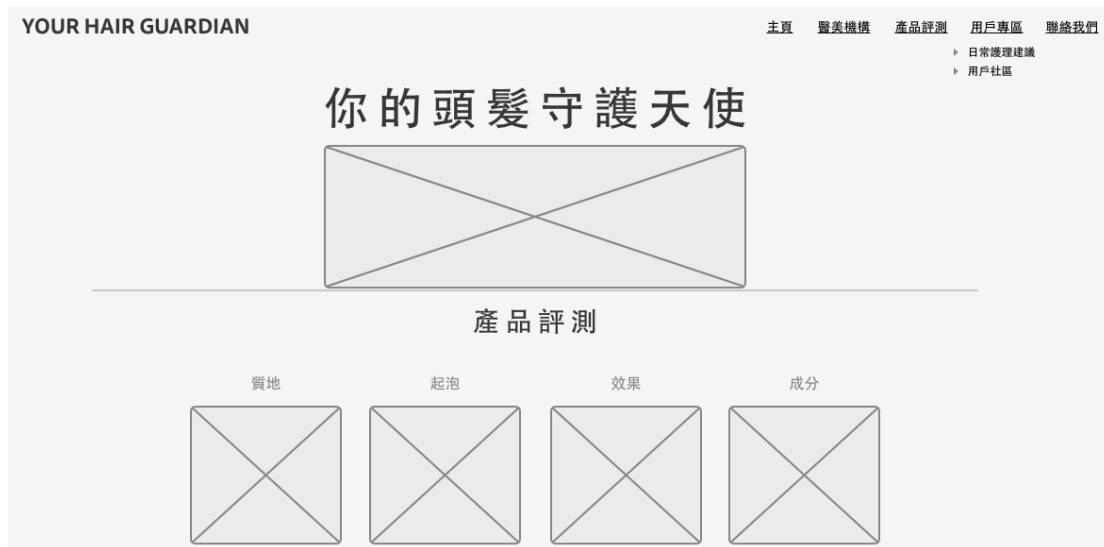 YOUR HAIR GUARDIAN
主頁 醫美機構 產品評測 用戶專區 聯絡我們
日常護理建議
用戶社區
你的頭髮守護天使
產品評測
質地 起泡 效果 成分